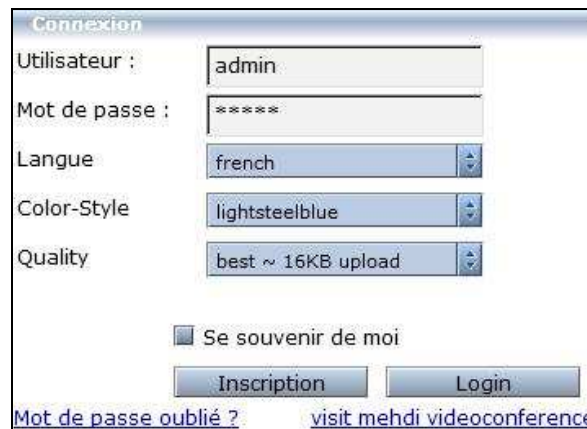 Connexion
Utilisateur : admin
Mot de passe : *****
Langue french
Color-Style lightsteelblue
Quality best ~ 16KB upload
Se souvenir de moi
Inscription Login
Mot de passe oublié ? visit mehdi videoconference